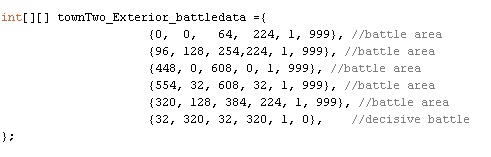 int[][] townTwo_Exterior_battledata ={
{0, 0, 64, 224, 1, 999}, //battle area
{96, 128, 254,224, 1, 999}, //battle area
{448, 0, 608, 0, 1, 999}, //battle area
{554, 32, 608, 32, 1, 999}, //battle area
{320, 128, 384, 224, 1, 999}, //battle area
{32, 320, 32, 320, 1, 0}, //decisive battle
};